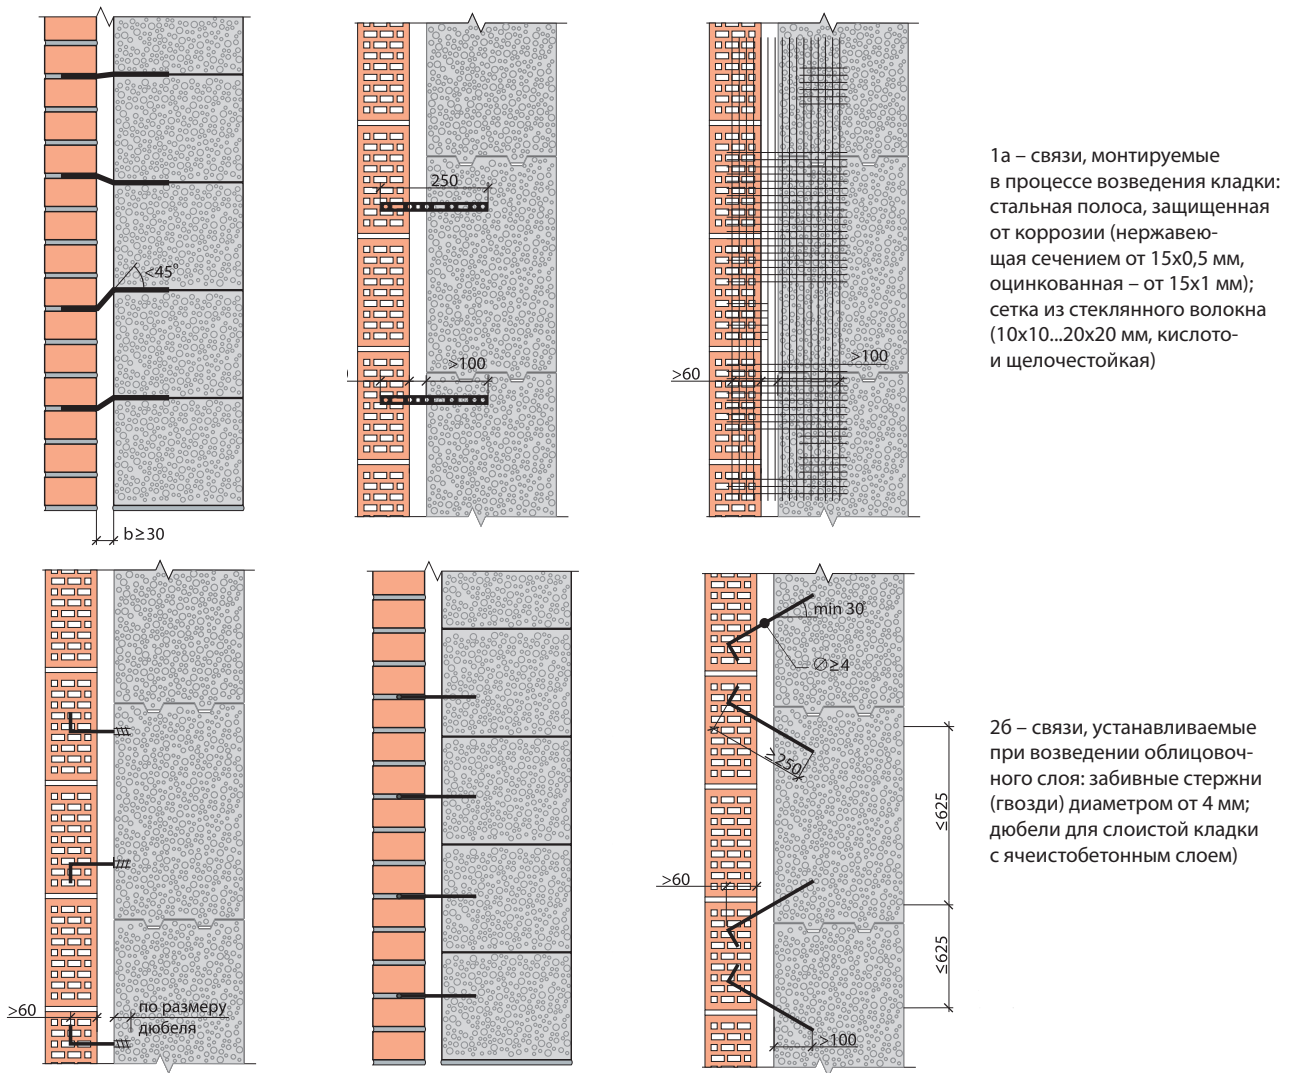 <45°
b≥30
250
>100
>60
>100
1а – связи, монтируемые
в процессе возведения кладки:
стальная полоса, защищенная
от коррозии (нержавею-
щая сечением от 15х0,5 мм,
оцинкованная – от 15х1 мм);
сетка из стеклянного волокна
(10х10...20х20 мм, кислото-
и щелочестойкая)
>60
по размеру
дюбеля
min 30°
∅≥4
≥250
>60
>100
≤625
≤625
2б – связи, устанавливаемые
при возведении облицовоч-
ного слоя: забивные стержни
(гвозди) диаметром от 4 мм;
дюбели для слоистой кладки
с ячеистобетонным слоем)